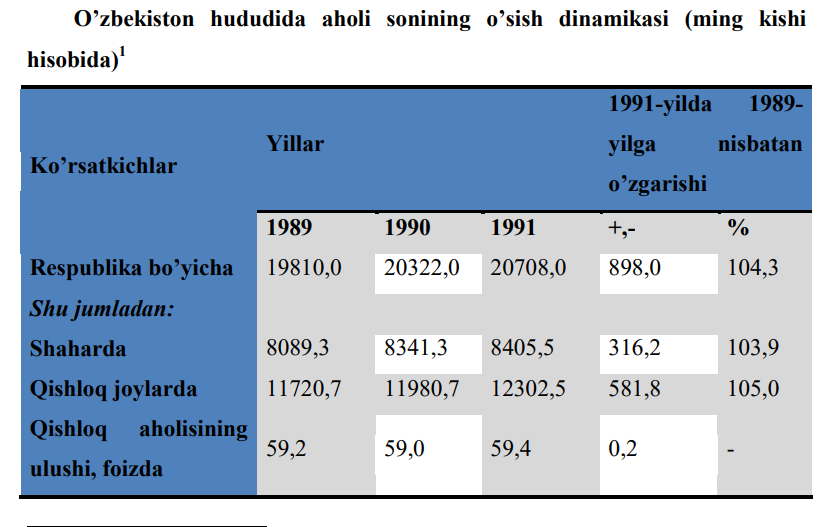 O’zbekiston hududida aholi sonining o’sish dinamikasi (ming kishi
hisobida)1
Ko’rsatkichlar
Yillar
1991-yilda 1989-
yilga nisbatan
o’zgarishi
1989 1990 1991 +,- %
Respublika bo’yicha 19810,0 20322,0 20708,0 898,0 104,3
Shu jumladan:
Shaharda 8089,3 8341,3 8405,5 316,2 103,9
Qishloq joylarda 11720,7 11980,7 12302,5 581,8 105,0
Qishloq aholisining
ulushi, foizda 59,2 59,0 59,4 0,2 -